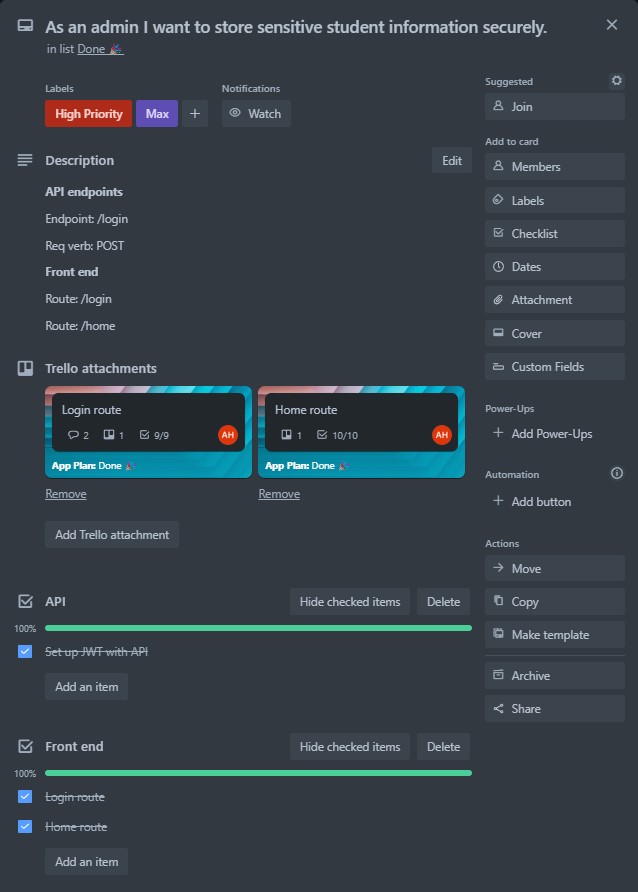 As an admin I want to store sensitive student information securely.
in list Done
Labels
High Priority
Max
Notifications
Watch
Description
Edit
API endpoints
Endpoint: /login
Req verb: POST
Front end
Route: /login
Route: /home
Trello attachments
Login route
2 1 9/9 AH
App Plan: Done
Remove
Home route
1 10/10 AH
App Plan: Done
Remove
Add Trello attachment
API
Hide checked items
Delete
100%
Set up JWT with API
Add an item
Front end
Hide checked items
Delete
100%
Login route
Home route
Add an item
Suggested
Join
Add to card
Members
Labels
Checklist
Dates
Attachment
Cover
Custom Fields
Power-Ups
+ Add Power-Ups
Automation
+ Add button
Actions
Move
Copy
Make template
Archive
Share